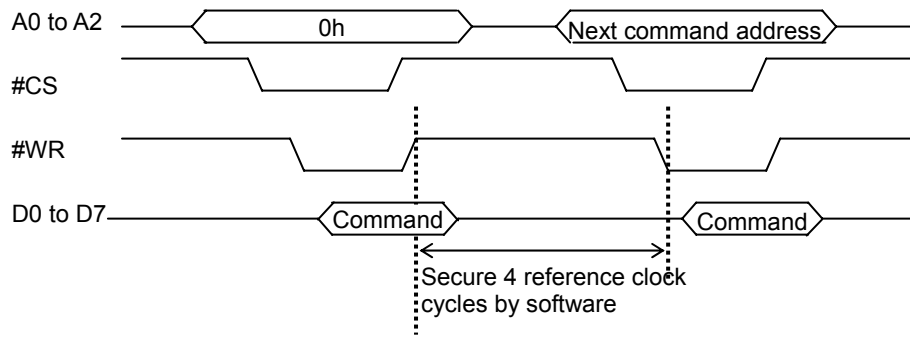 A0 to A2
0h
Next command address
#CS
#WR
D0 to D7
Command
Command
Secure 4 reference clock
cycles by software